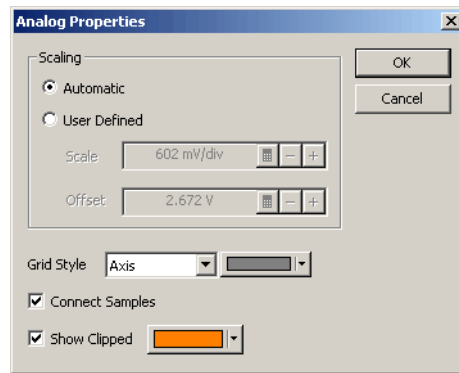 Analog Properties
Scaling
Automatic
User Defined
Scale 602 mV/div − +
Offset 2.672 V − +
OK
Cancel
Grid Style Axis
Connect Samples
Show Clipped